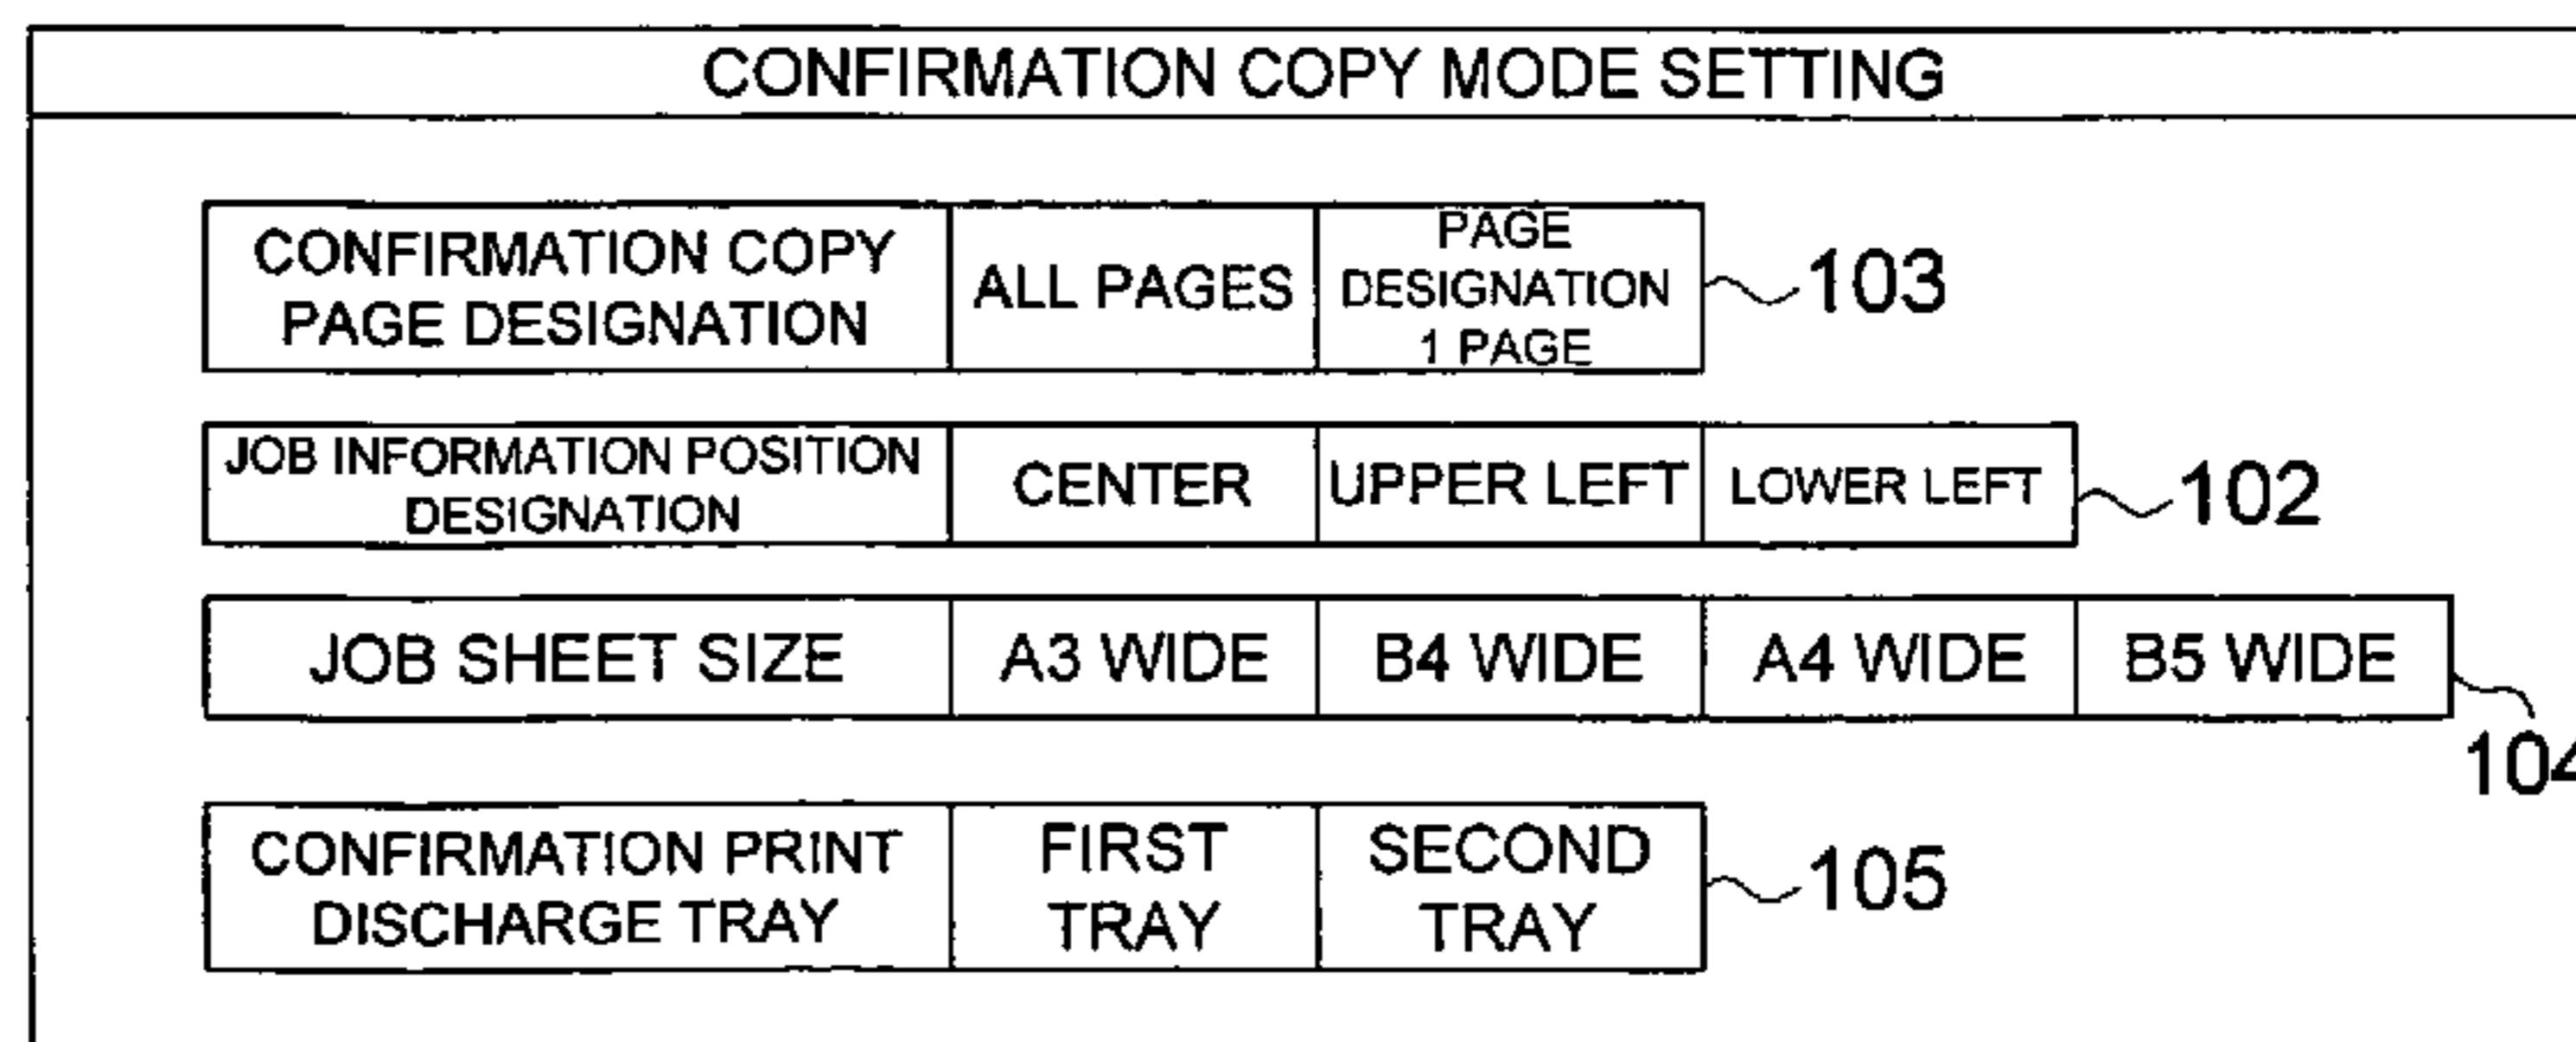 CONFIRMATION COPY MODE SETTING
CONFIRMATION COPY
PAGE DESIGNATION
ALL PAGES
PAGE
DESIGNATION
1 PAGE
103
JOB INFORMATION POSITION
DESIGNATION
CENTER
UPPER LEFT
LOWER LEFT
102
JOB SHEET SIZE
A3 WIDE
B4 WIDE
A4 WIDE
B5 WIDE
104
CONFIRMATION PRINT
DISCHARGE TRAY
FIRST
TRAY
SECOND
TRAY
105